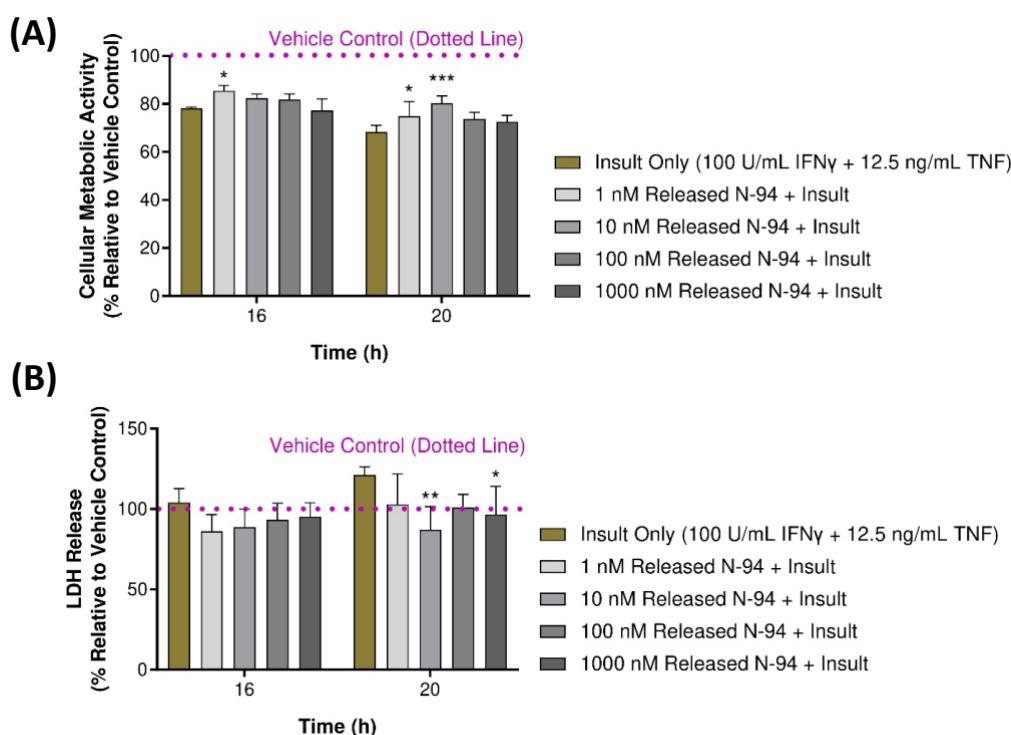 (A)
Vehicle Control (Dotted Line)
Cellular Metabolic Activity
(% Relative to Vehicle Control)
100
80
60
40
20
0
*
*
***
16
20
Time (h)
Insult Only (100 U/mL IFNγ + 12.5 ng/mL TNF)
1 nM Released N-94 + Insult
10 nM Released N-94 + Insult
100 nM Released N-94 + Insult
1000 nM Released N-94 + Insult
(B)
Vehicle Control (Dotted Line)
LDH Release
(% Relative to Vehicle Control)
150
100
50
0
**
*
16
20
Time (h)
Insult Only (100 U/mL IFNγ + 12.5 ng/mL TNF)
1 nM Released N-94 + Insult
10 nM Released N-94 + Insult
100 nM Released N-94 + Insult
1000 nM Released N-94 + Insult